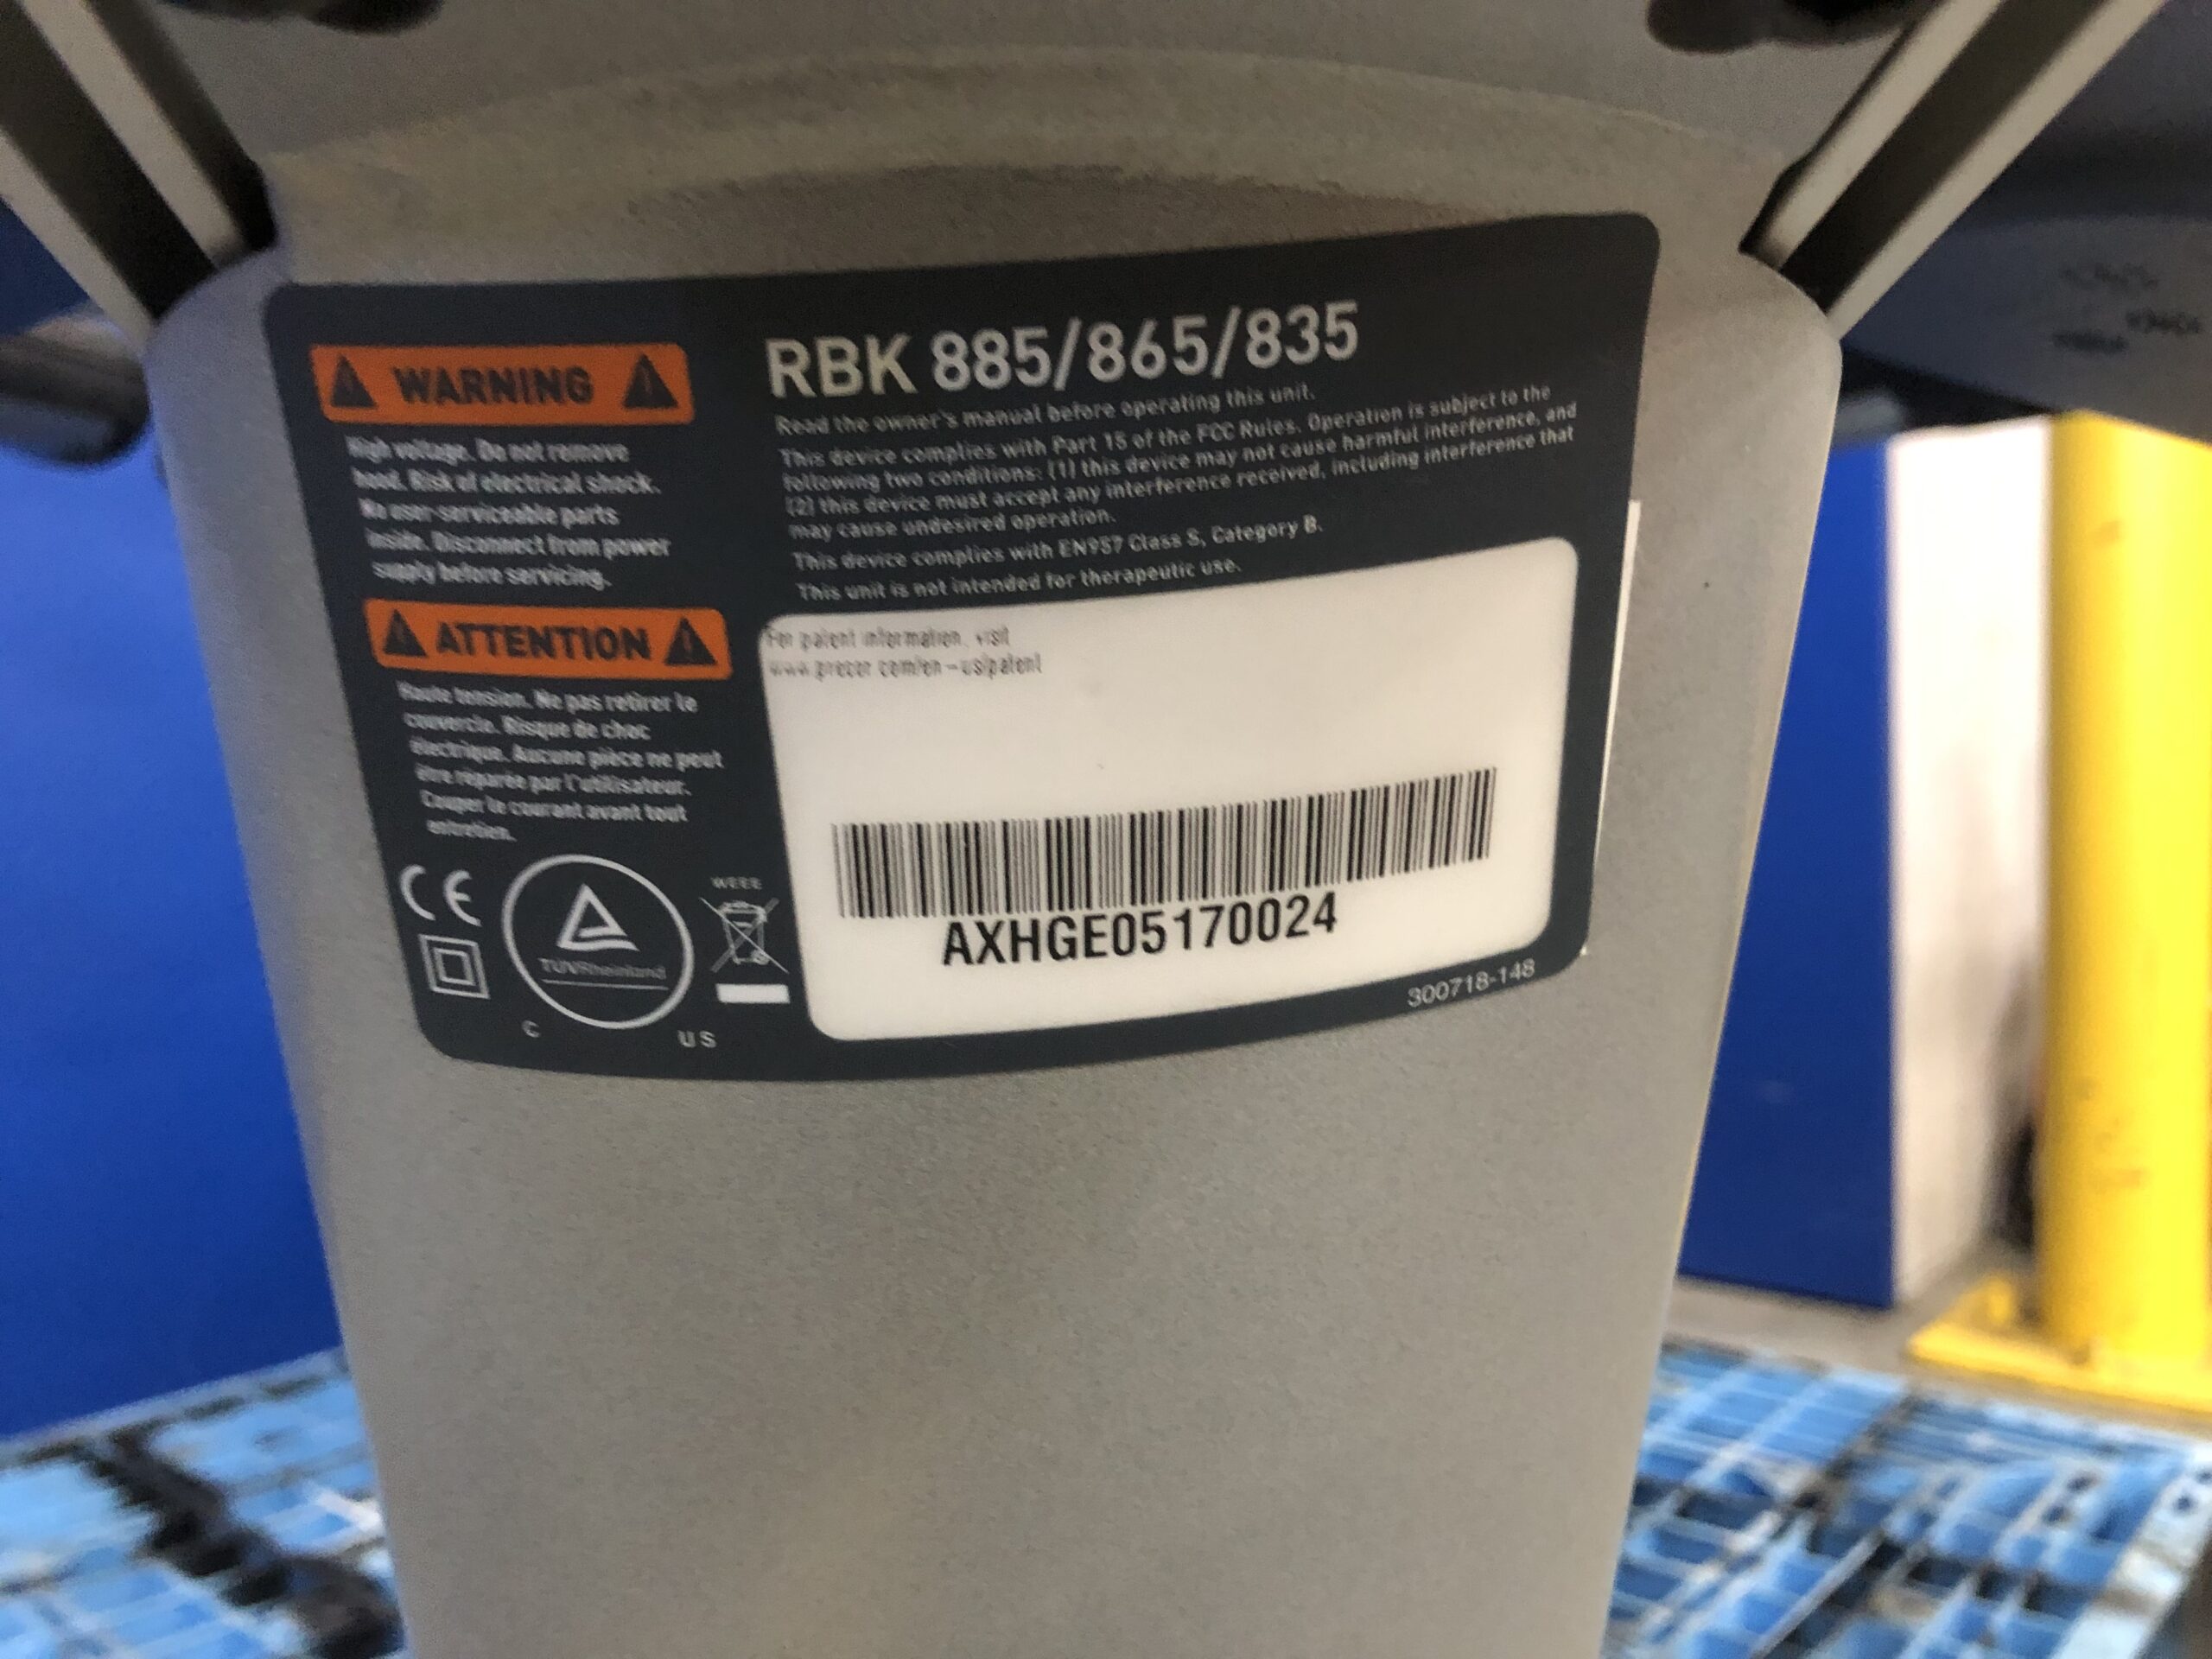 WARNING
High voltage. Do not remove
hood. Risk of electrical shock.
No user-serviceable parts
inside. Disconnect from power
supply before servicing.
ATTENTION
Haute tension. Ne pas retirer le
couvercle. Risque de choc
électrique. Aucune pièce ne peut
être réparée par l'utilisateur.
Couper le courant avant tout
entretien.
CE
TÜVRheinland
C US
WEEE
RBK 885/865/835
Read the owner's manual before operating this unit.
This device complies with Part 15 of the FCC Rules. Operation is subject to the
following two conditions: (1) this device may not cause harmful interference, and
(2) this device must accept any interference received, including interference that
may cause undesired operation.
This device complies with EN957 Class S, Category B.
This unit is not intended for therapeutic use.
For patent information, visit
www.precor.com/en-us/patent
AXHGE05170024
300718-148